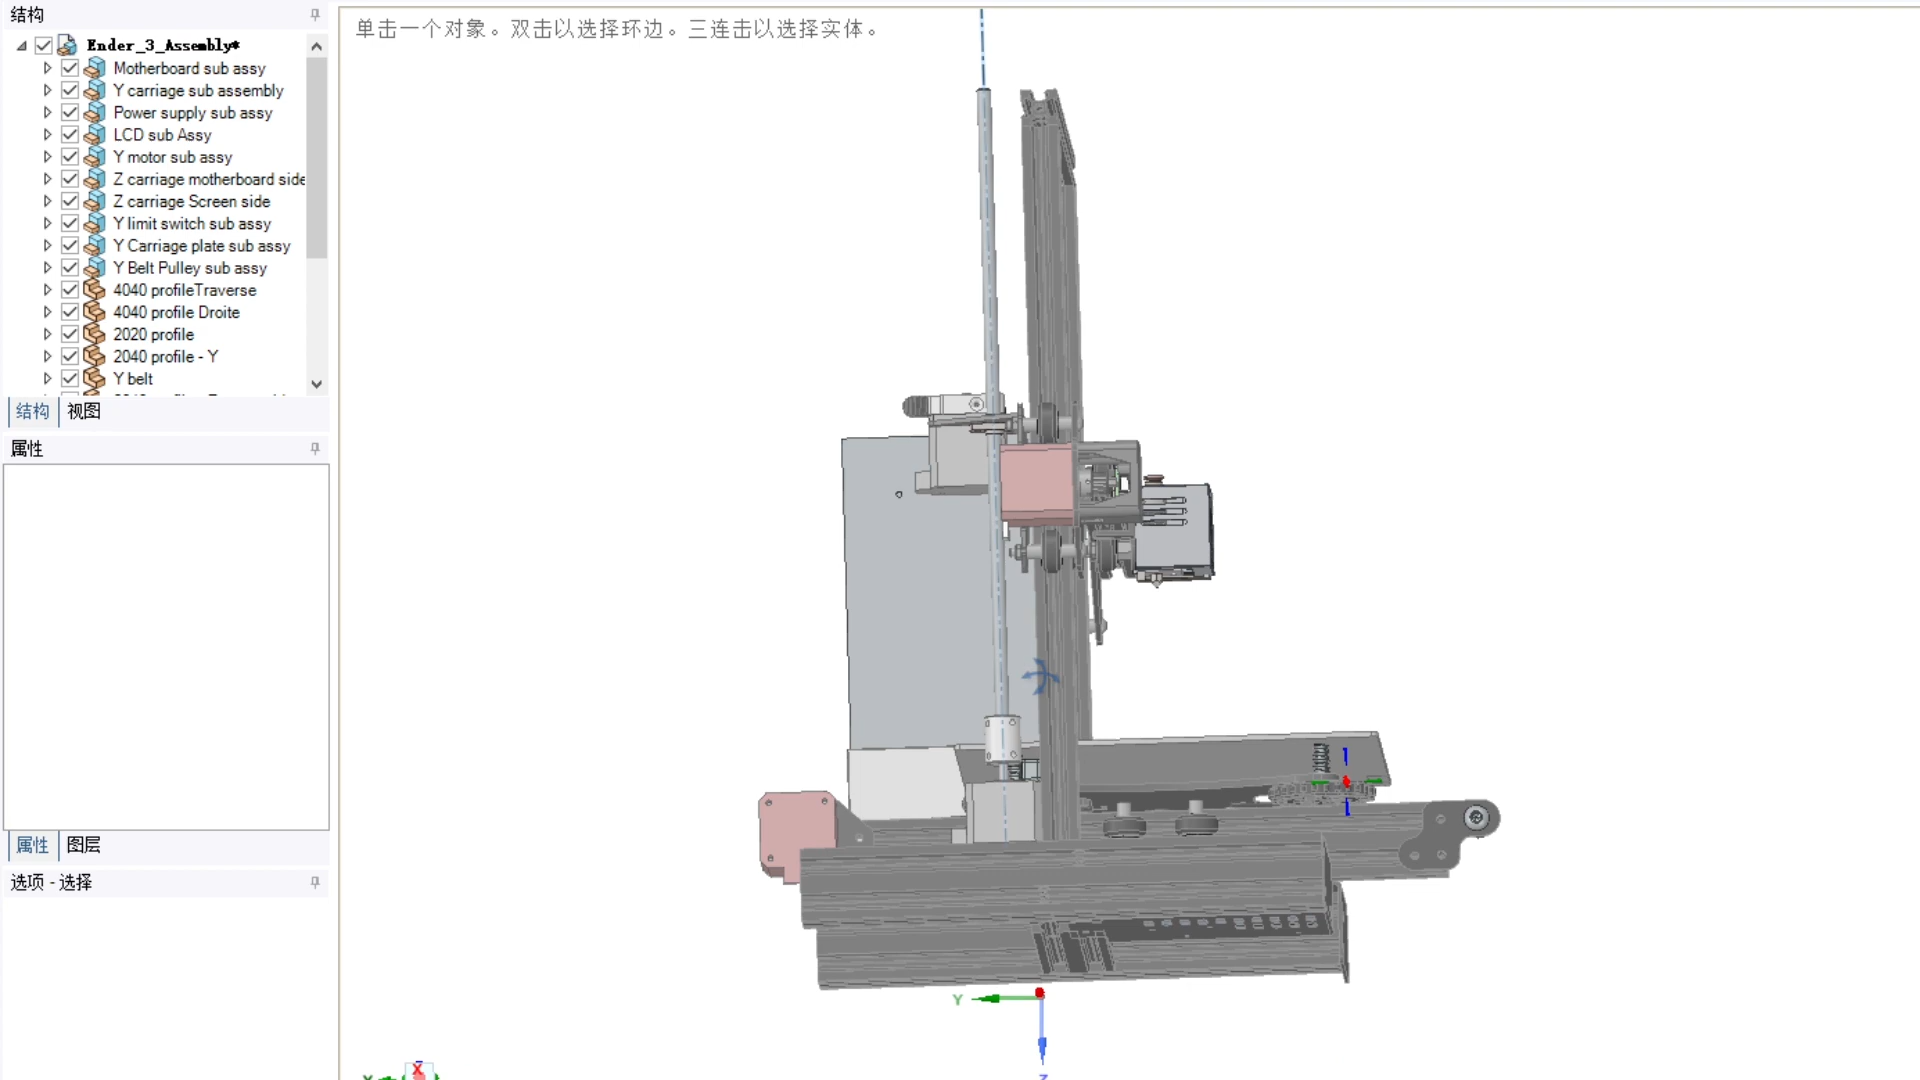 结构
Ender_3_Assembly*
Motherboard sub assy
Y carriage sub assembly
Power supply sub assy
LCD sub Assy
Y motor sub assy
Z carriage motherboard side
Z carriage Screen side
Y limit switch sub assy
Y Carriage plate sub assy
Y Belt Pulley sub assy
4040 profileTraverse
4040 profile Droite
2020 profile
2040 profile - Y
Y belt
结构 视图
属性
属性 图层
选项 - 选择
单击一个对象。双击以选择环边。三连击以选择实体。
Y
Z
X